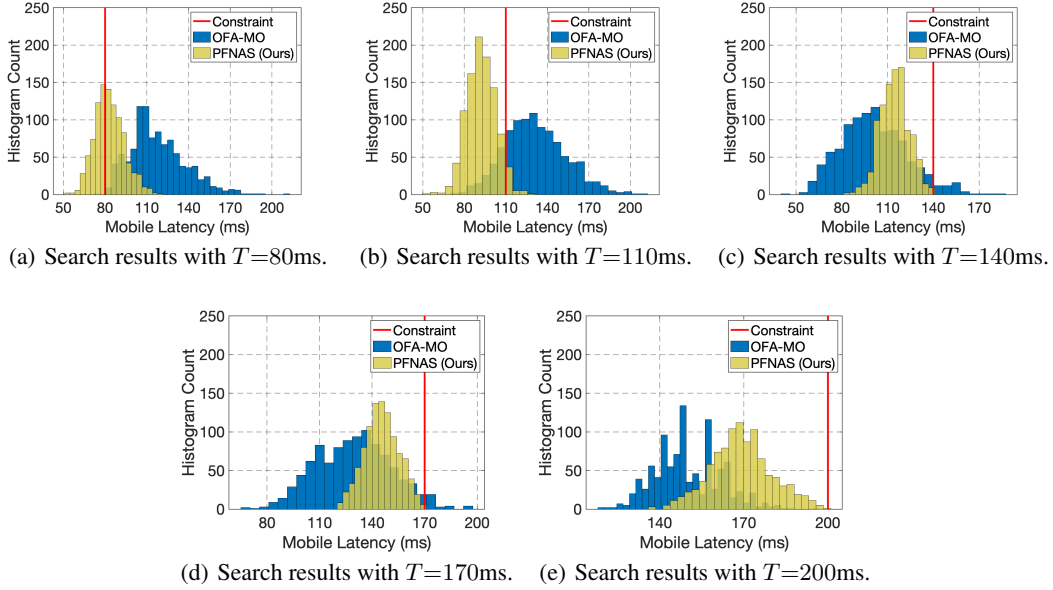 250
200
150
100
50
0
Histogram Count
Constraint
OFA-MO
PFNAS (Ours)
50 80 110 140 170 200
Mobile Latency (ms)
(a) Search results with T=80ms.
250
200
150
100
50
0
Histogram Count
Constraint
OFA-MO
PFNAS (Ours)
50 80 110 140 170 200
Mobile Latency (ms)
(b) Search results with T=110ms.
250
200
150
100
50
0
Histogram Count
Constraint
OFA-MO
PFNAS (Ours)
50 80 110 140 170
Mobile Latency (ms)
(c) Search results with T=140ms.
250
200
150
100
50
0
Histogram Count
Constraint
OFA-MO
PFNAS (Ours)
80 110 140 170 200
Mobile Latency (ms)
(d) Search results with T=170ms.
250
200
150
100
50
0
Histogram Count
Constraint
OFA-MO
PFNAS (Ours)
140 170 200
Mobile Latency (ms)
(e) Search results with T=200ms.